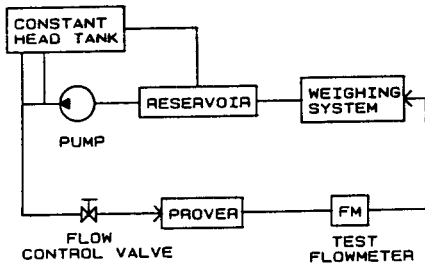 CONSTANT
HEAD TANK
RESERVOIR
WEIGHING
SYSTEM
PUMP
PROVER
FM
FLOW
CONTROL VALVE
TEST
FLOWMETER